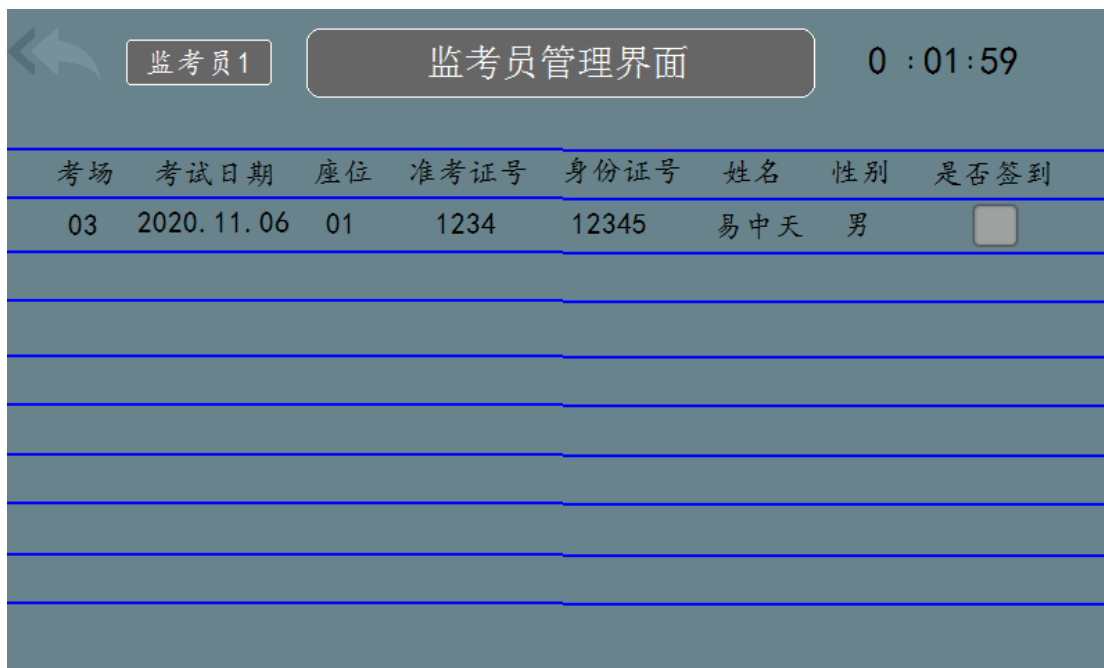 监考员1 监考员管理界面 0 :01:59
考场 考试日期 座位 准考证号 身份证号 姓名 性别 是否签到
03 2020.11.06 01 1234 12345 易中天 男